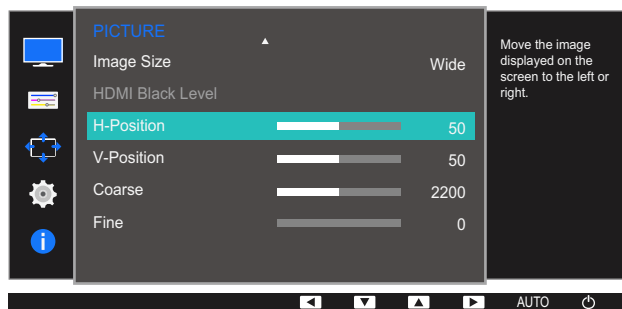 PICTURE
Image Size Wide
HDMI Black Level
H-Position 50
V-Position 50
Coarse 2200
Fine 0
Move the image
displayed on the
screen to the left or
right.
i
AUTO